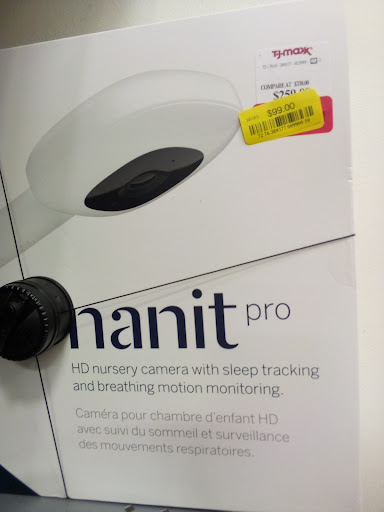 TJ·maxx
COMPARE AT
$99.00
nanit pro
HD nursery camera with sleep tracking
and breathing motion monitoring.
Caméra pour chambre d'enfant HD
avec suivi du sommeil et surveillance
des mouvements respiratoires.